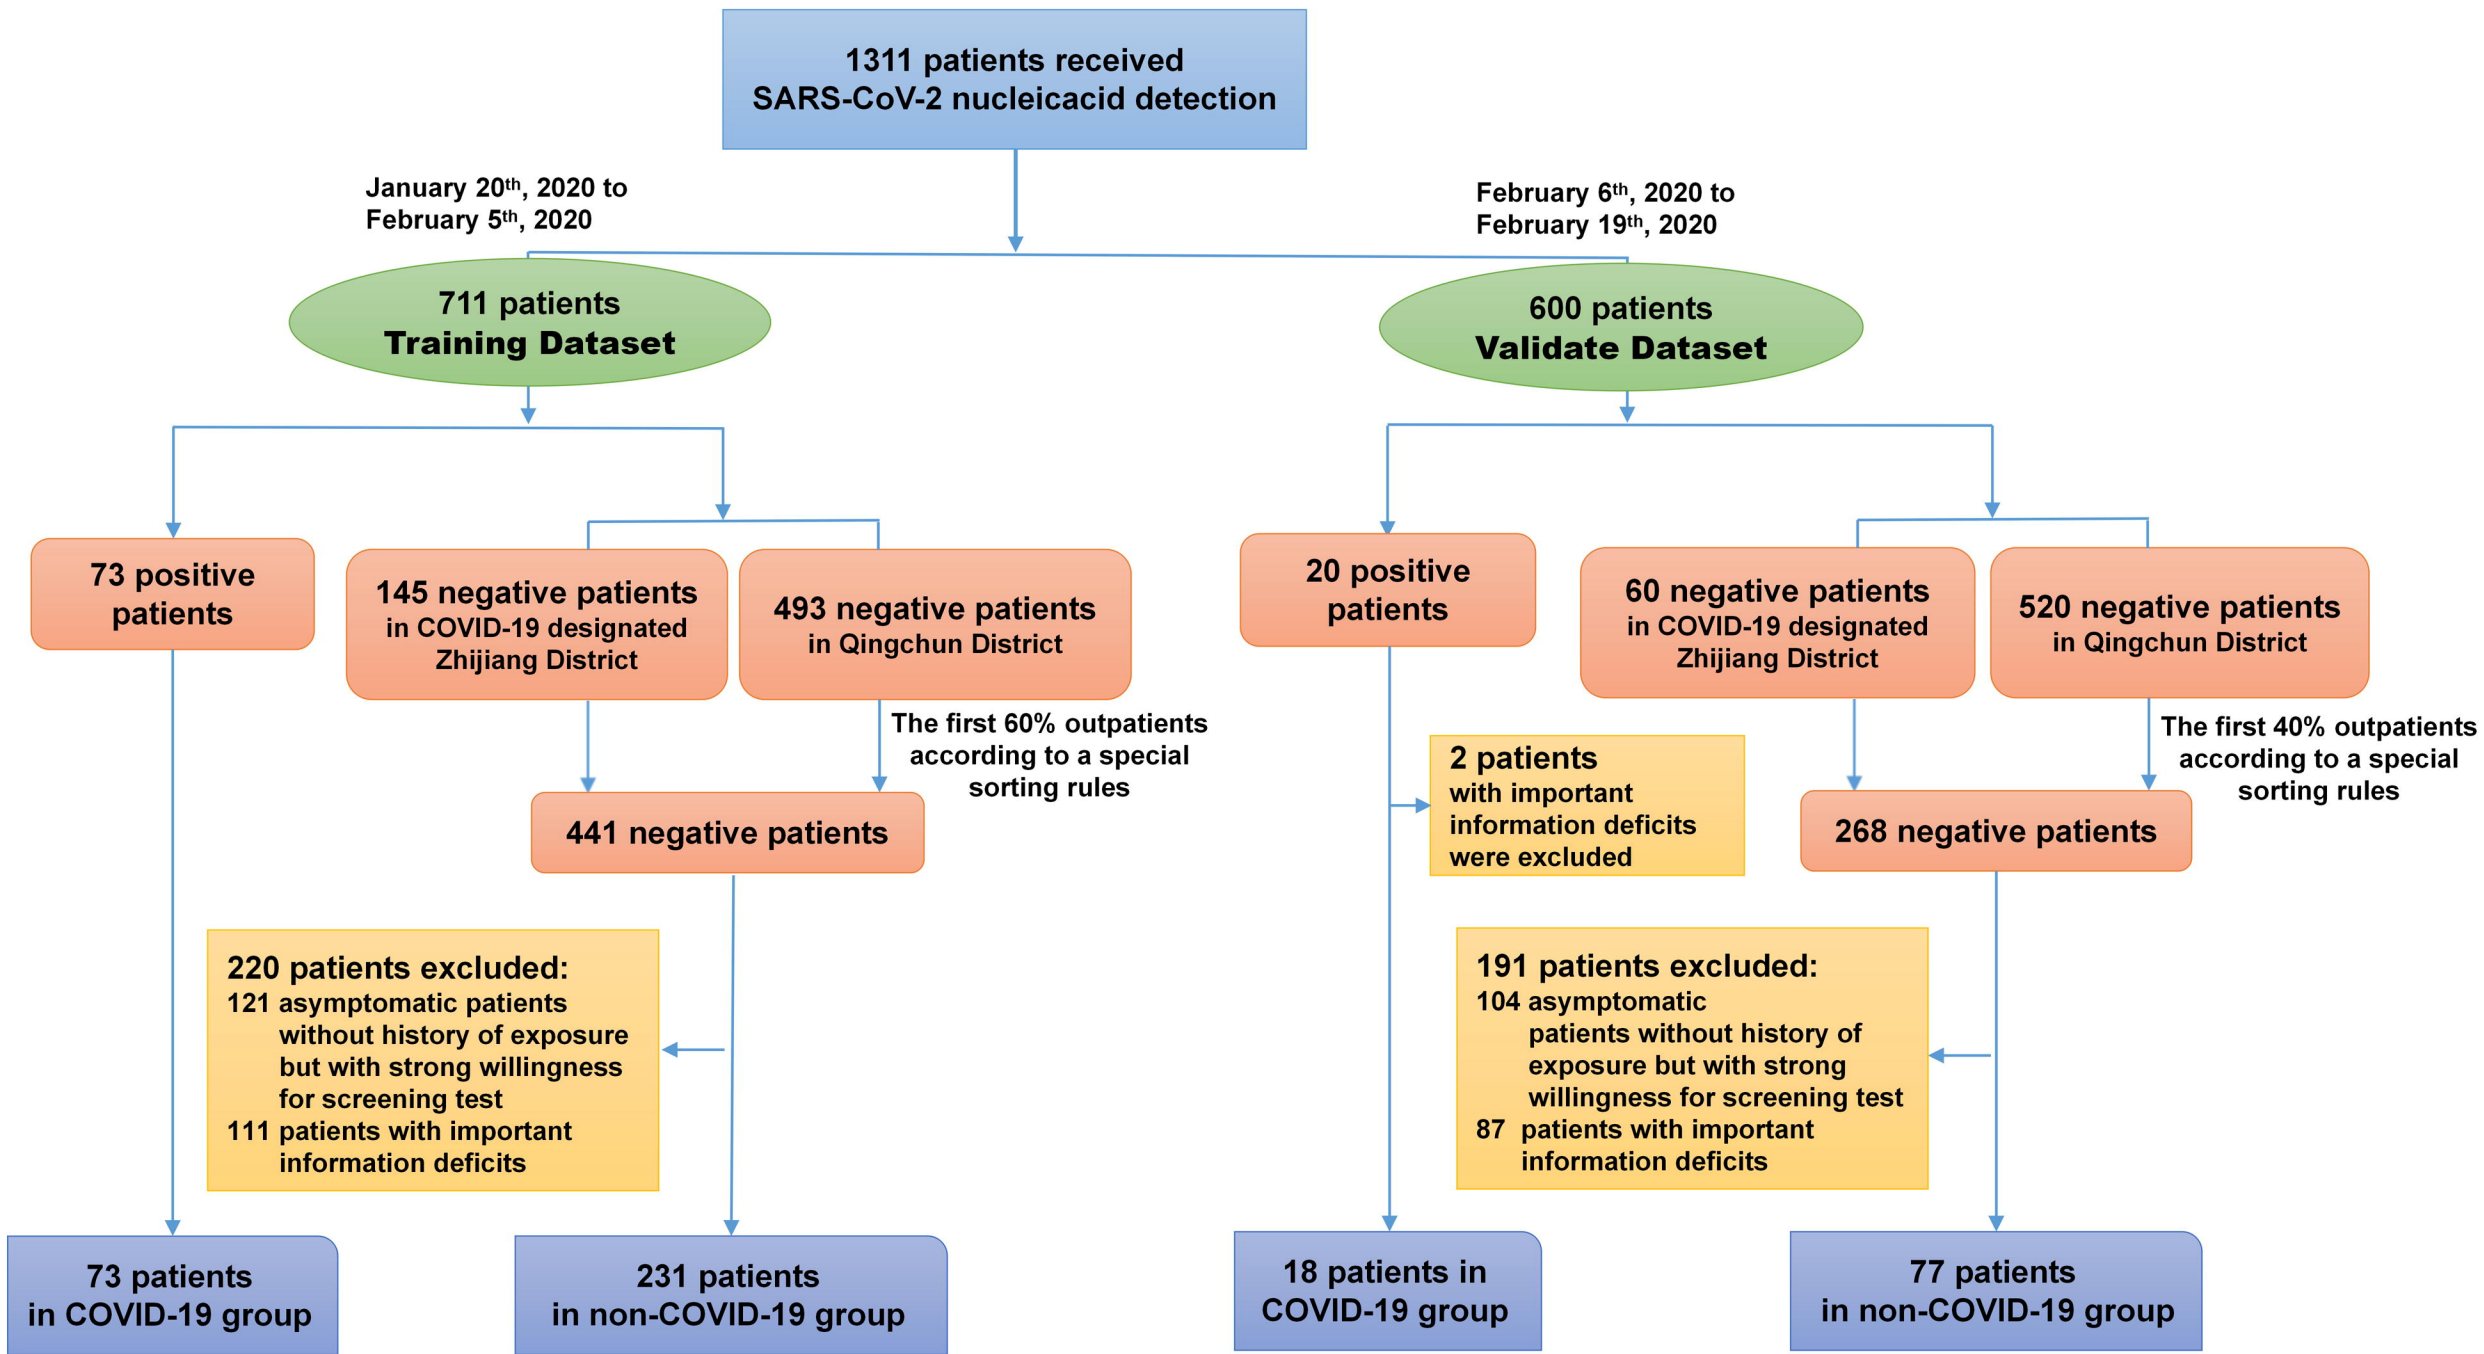 1311 patients received
SARS-CoV-2 nucleicacid detection
January 20th, 2020 to
February 5th, 2020
February 6th, 2020 to
February 19th, 2020
711 patients
Training Dataset
600 patients
Validate Dataset
73 positive
patients
145 negative patients
in COVID-19 designated
Zhijiang District
493 negative patients
in Qingchun District
20 positive
patients
60 negative patients
in COVID-19 designated
Zhijiang District
520 negative patients
in Qingchun District
The first 60% outpatients
according to a special
sorting rules
The first 40% outpatients
according to a special
sorting rules
441 negative patients
2 patients
with important
information deficits
were excluded
268 negative patients
220 patients excluded:
121 asymptomatic patients
without history of exposure
but with strong willingness
for screening test
111 patients with important
information deficits
191 patients excluded:
104 asymptomatic
patients without history of
exposure but with strong
willingness for screening test
87 patients with important
information deficits
73 patients
in COVID-19 group
231 patients
in non-COVID-19 group
18 patients in
COVID-19 group
77 patients
in non-COVID-19 group